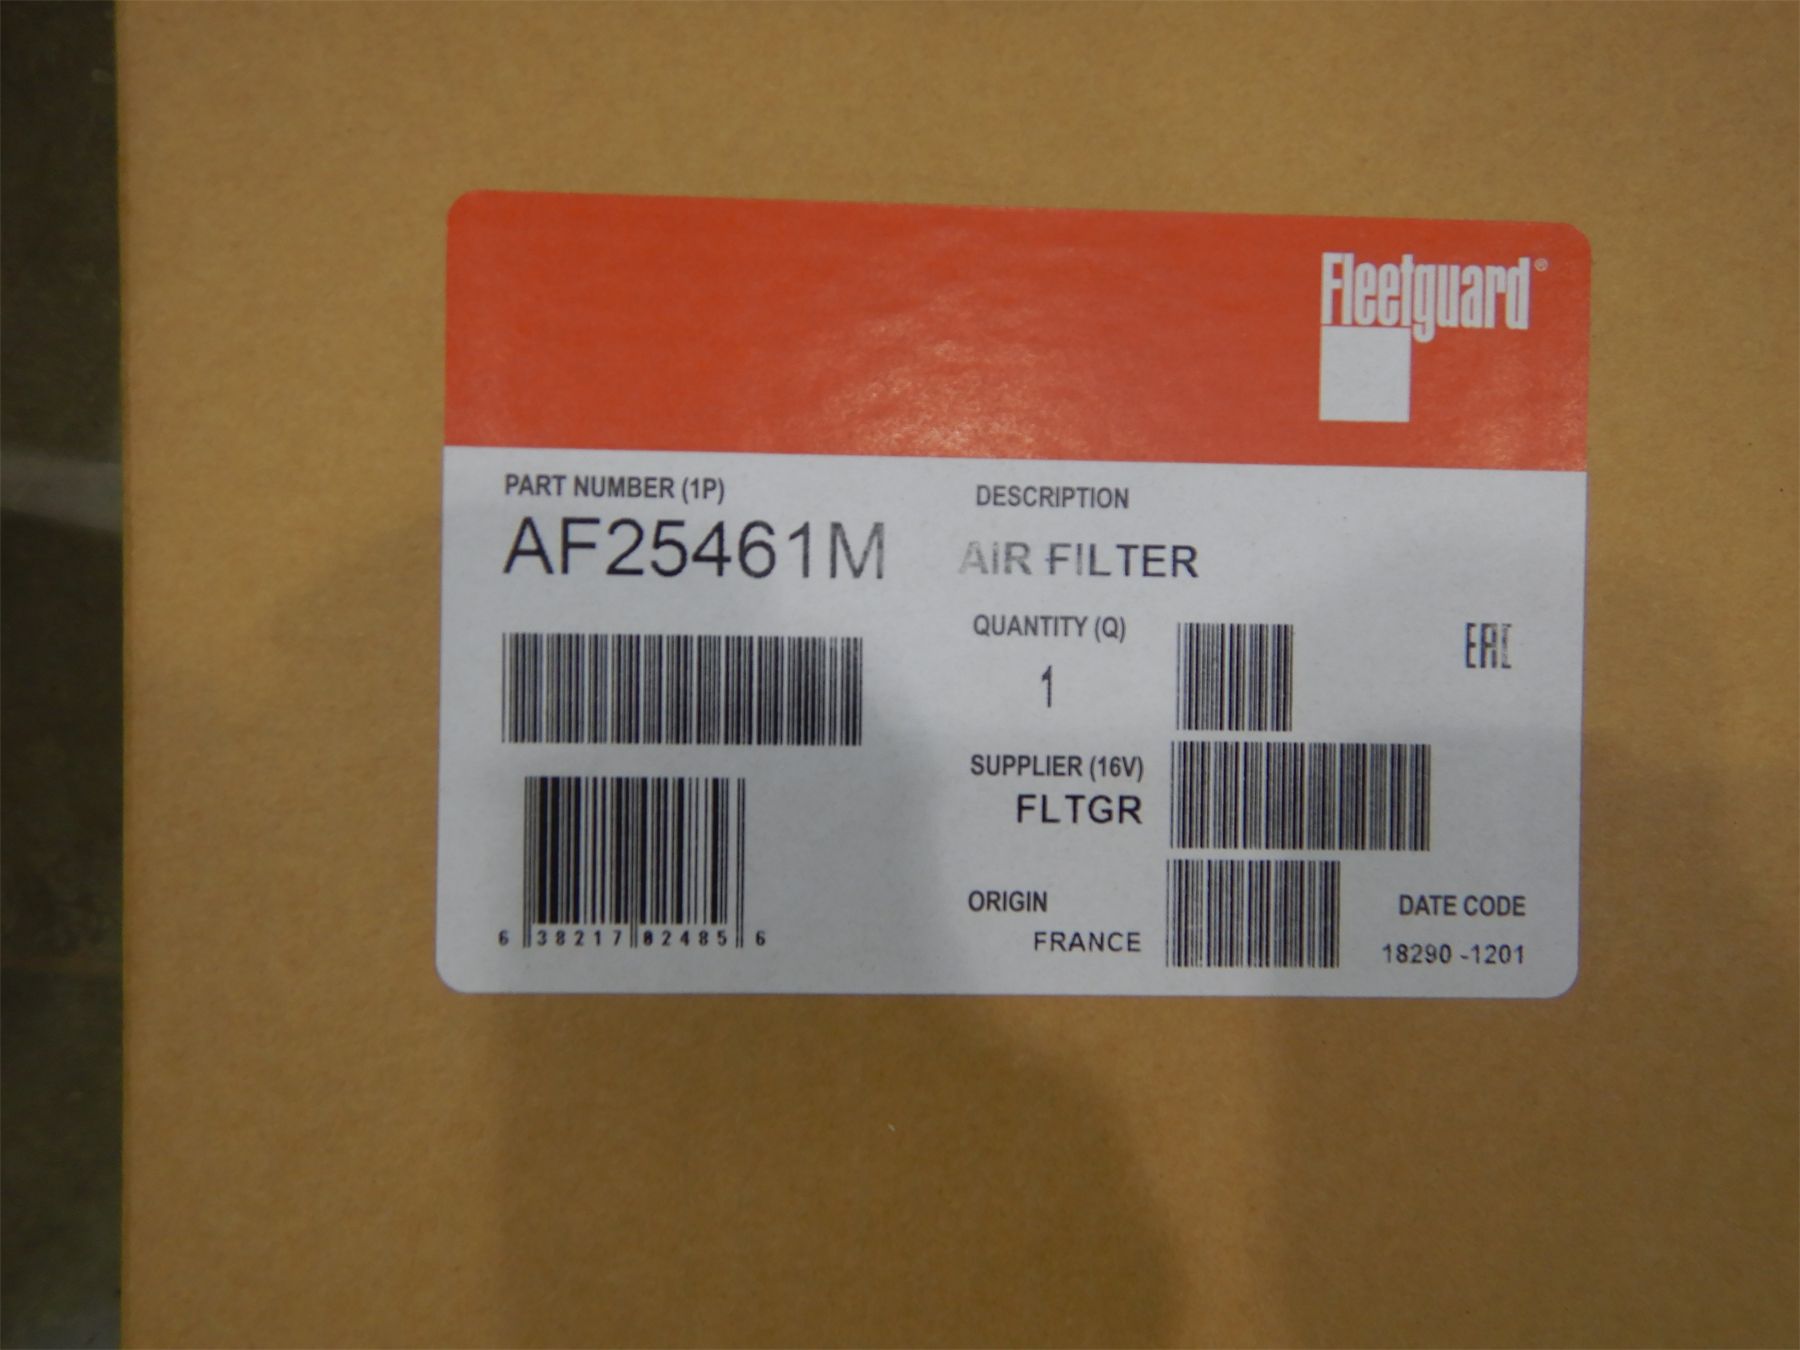 Fleetguard®
PART NUMBER (1P)
AF25461M
DESCRIPTION
AIR FILTER
QUANTITY (Q)
1
EAC
SUPPLIER (16V)
FLTGR
ORIGIN
FRANCE
DATE CODE
18290 -1201
6 38217 02485 6